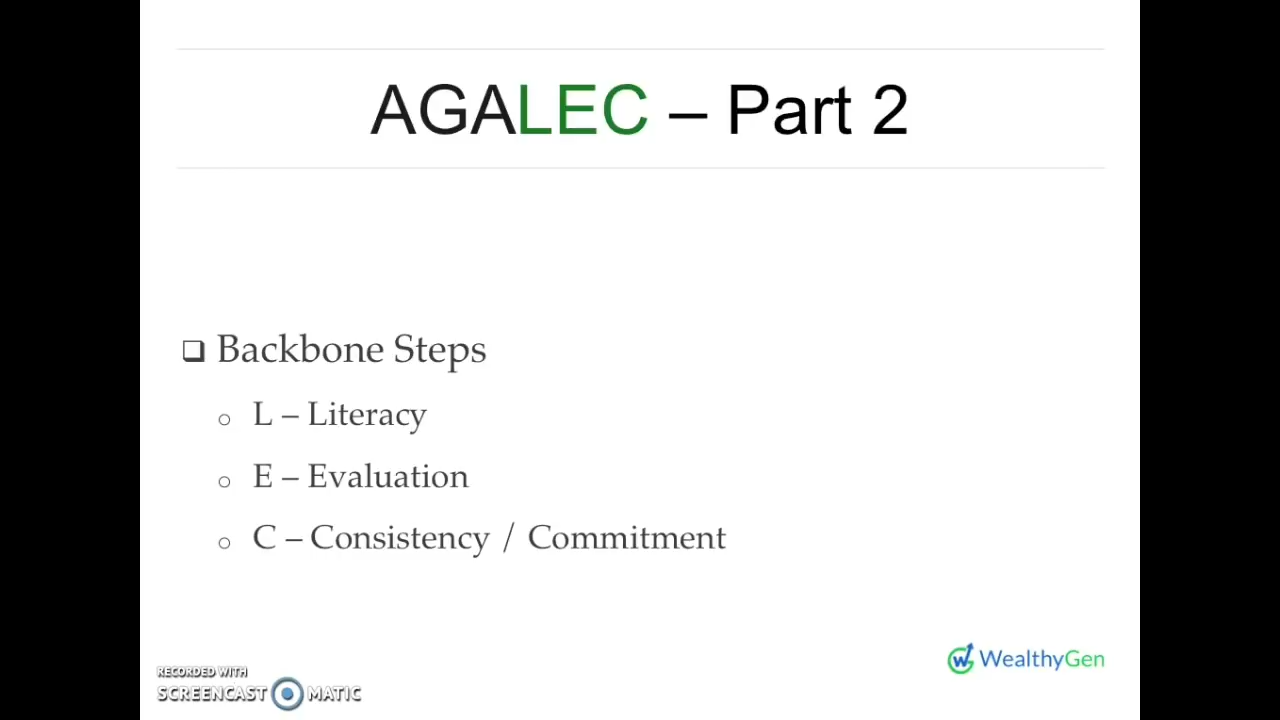 AGALEC – Part 2
❑ Backbone Steps
o L – Literacy
o E – Evaluation
o C – Consistency / Commitment
WealthyGen
RECORDED WITH
SCREENCAST MATIC